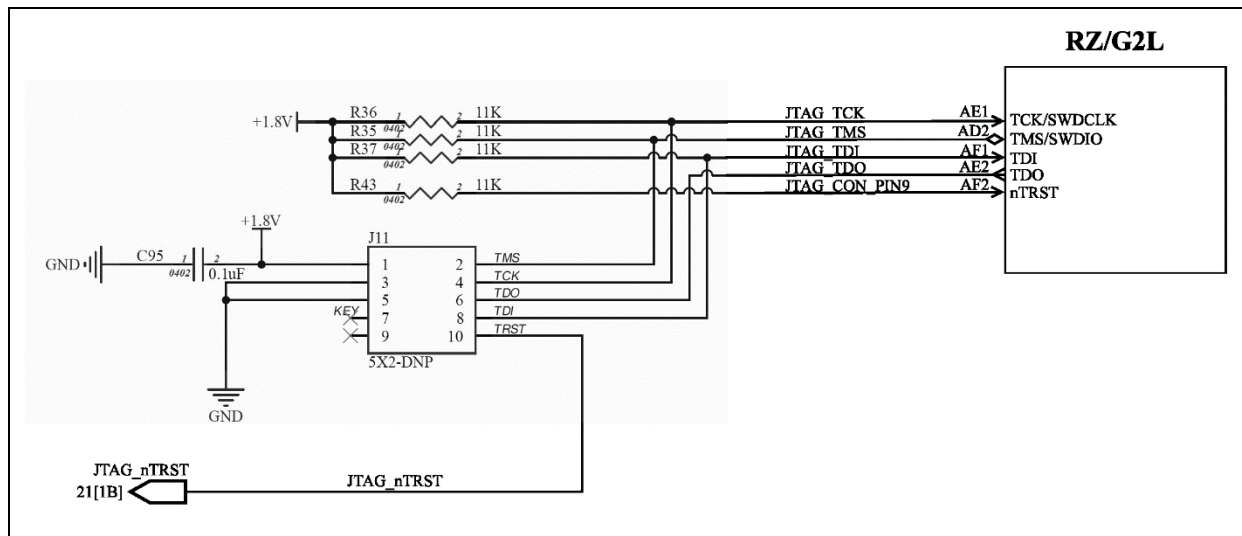 RZ/G2L
+1.8V
R36 1 0402 2 11K JTAG_TCK AE1 TCK/SWDCLK
R35 1 0402 2 11K JTAG_TMS AD2 TMS/SWDIO
R37 1 0402 2 11K JTAG_TDI AF1 TDI
JTAG_TDO AE2 TDO
R43 1 0402 2 11K JTAG_CON_PIN9 AF2 nTRST
+1.8V
J11
GND C95 1 0402 2 0.1uF
1 2 TMS
3 4 TCK
5 6 TDO
KEY 7 8 TDI
9 10 TRST
5X2-DNP
GND
JTAG_nTRST
21[1B] JTAG_nTRST